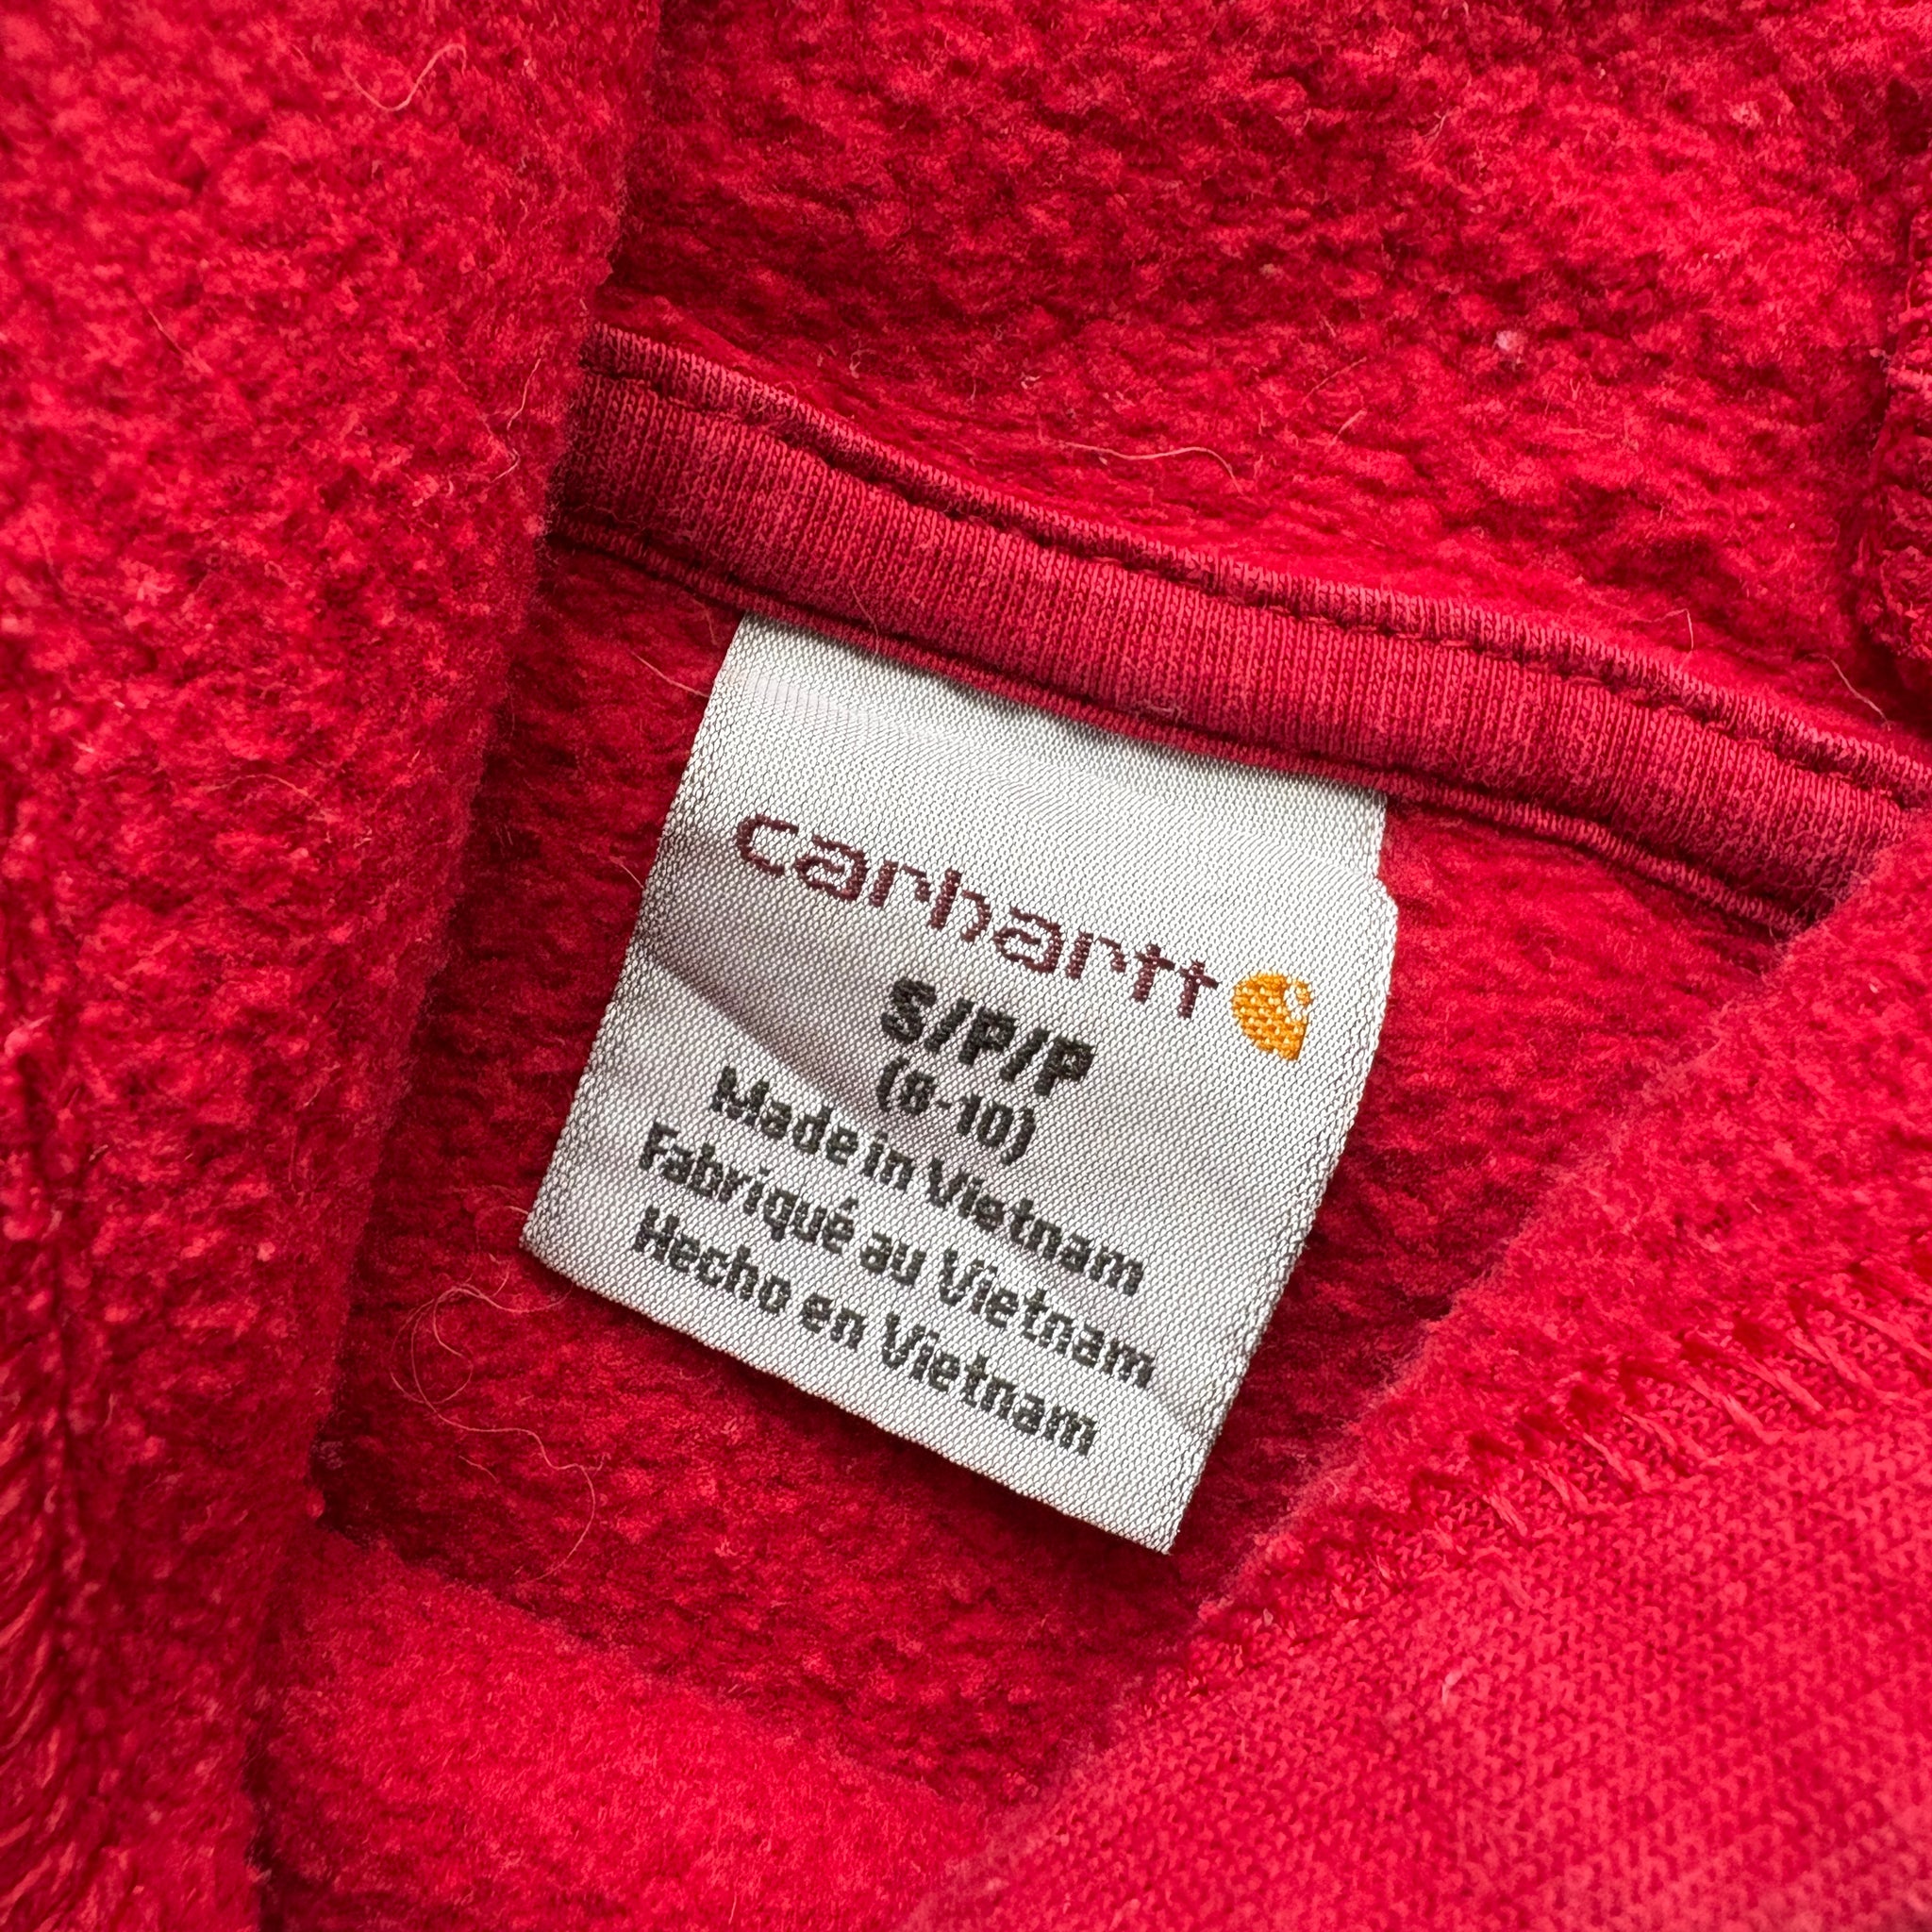 carhartt
S/P/P
(8-10)
Made in Vietnam
Fabriqué au Vietnam
Hecho en Vietnam